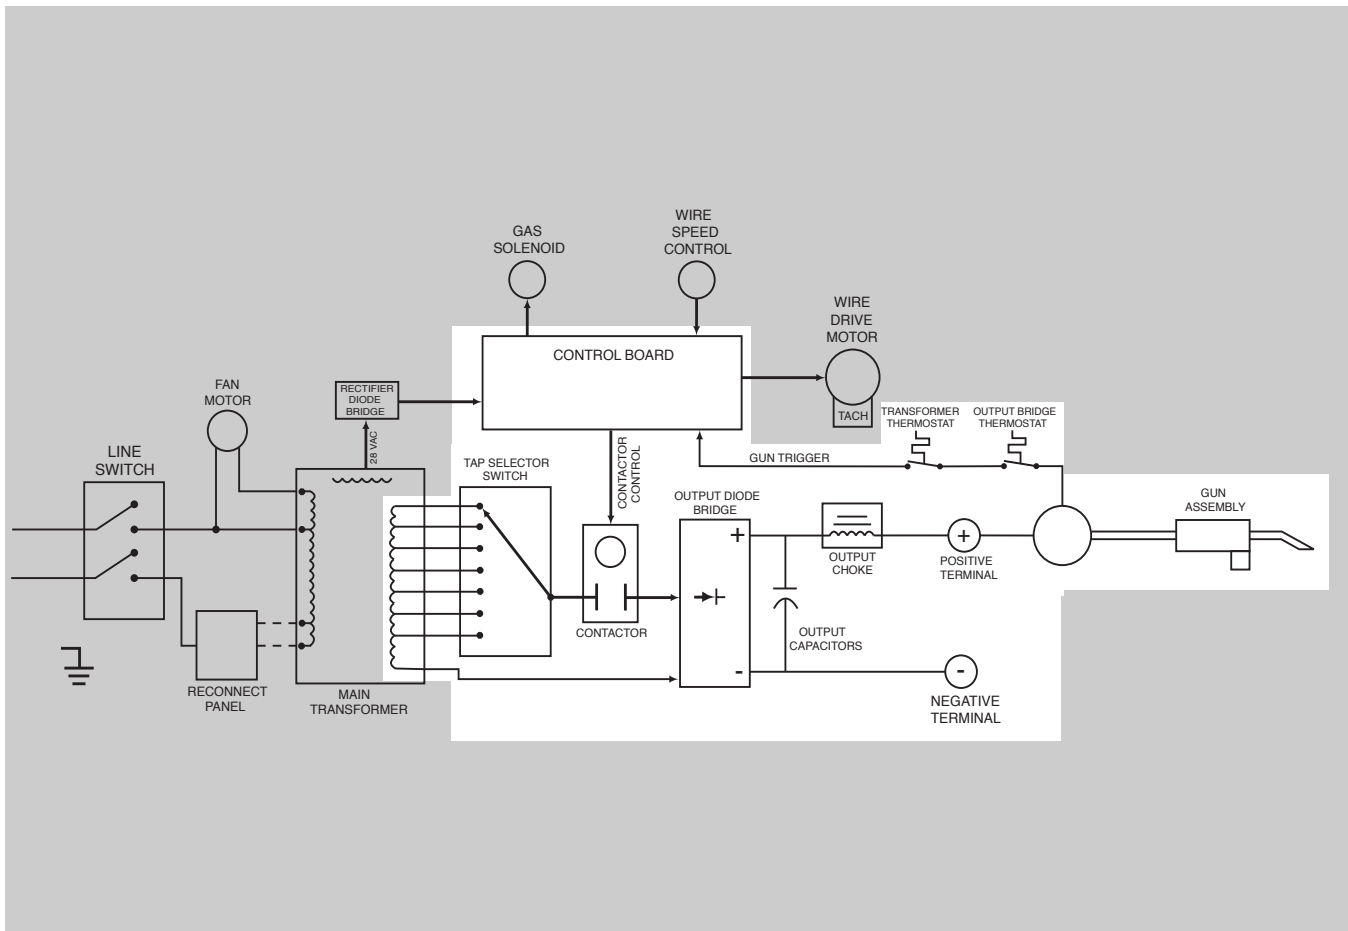 GAS
SOLENOID
WIRE
SPEED
CONTROL
WIRE
DRIVE
MOTOR
TACH
CONTROL BOARD
FAN
MOTOR
RECTIFIER
DIODE
BRIDGE
28 VAC
LINE
SWITCH
TAP SELECTOR
SWITCH
CONTACTOR
CONTROL
TRANSFORMER
THERMOSTAT
OUTPUT BRIDGE
THERMOSTAT
GUN TRIGGER
OUTPUT DIODE
BRIDGE
+
-
GUN
ASSEMBLY
OUTPUT
CHOKE
+
POSITIVE
TERMINAL
CONTACTOR
OUTPUT
CAPACITORS
-
NEGATIVE
TERMINAL
RECONNECT
PANEL
MAIN
TRANSFORMER